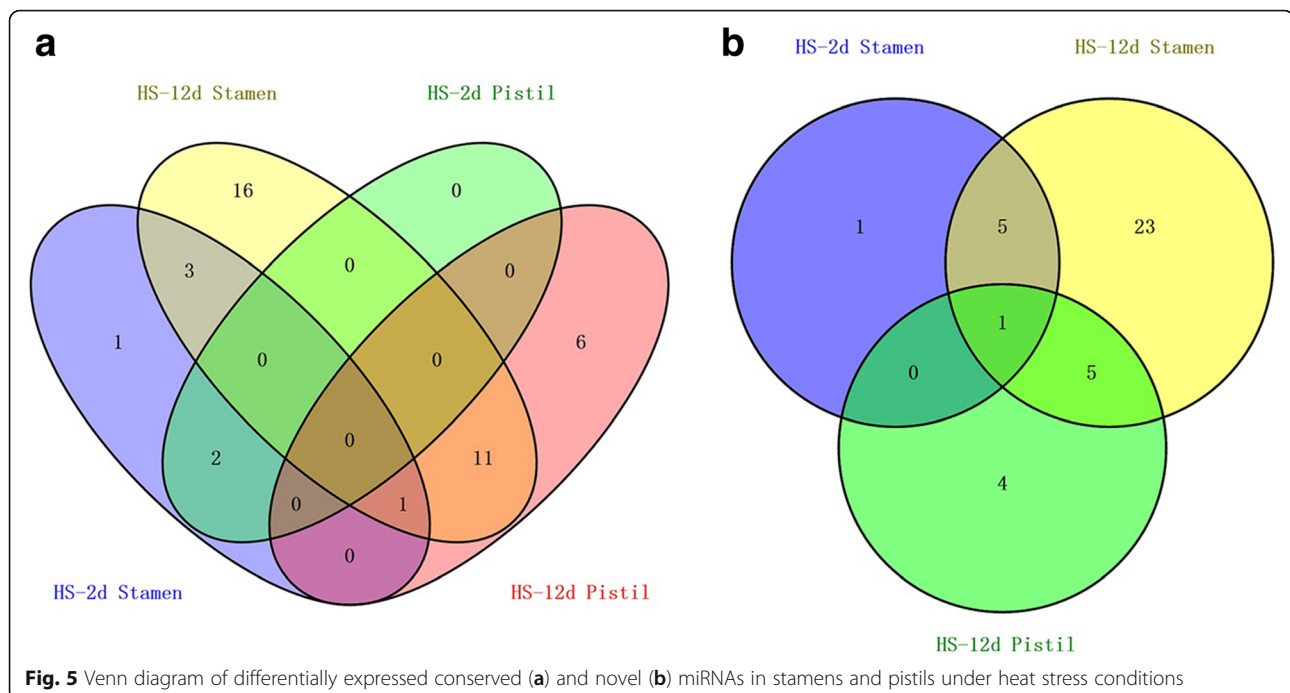 a
HS-12d Stamen
HS-2d Pistil
16
0
3
0
0
1
0
0
6
2
0
11
0
1
0
HS-2d Stamen
HS-12d Pistil
b
HS-2d Stamen
HS-12d Stamen
1
5
23
1
0
5
4
HS-12d Pistil
Fig. 5 Venn diagram of differentially expressed conserved (a) and novel (b) miRNAs in stamens and pistils under heat stress conditions